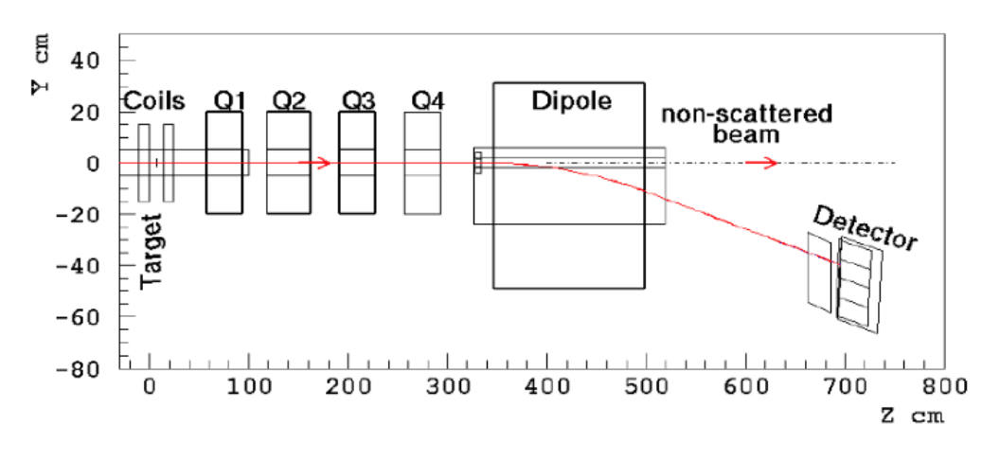 Y cm
40
20
0
-20
-40
-60
-80
Coils
Q1
Q2
Q3
Q4
Dipole
non-scattered
beam
Target
Detector
0 100 200 300 400 500 600 700 800
Z cm